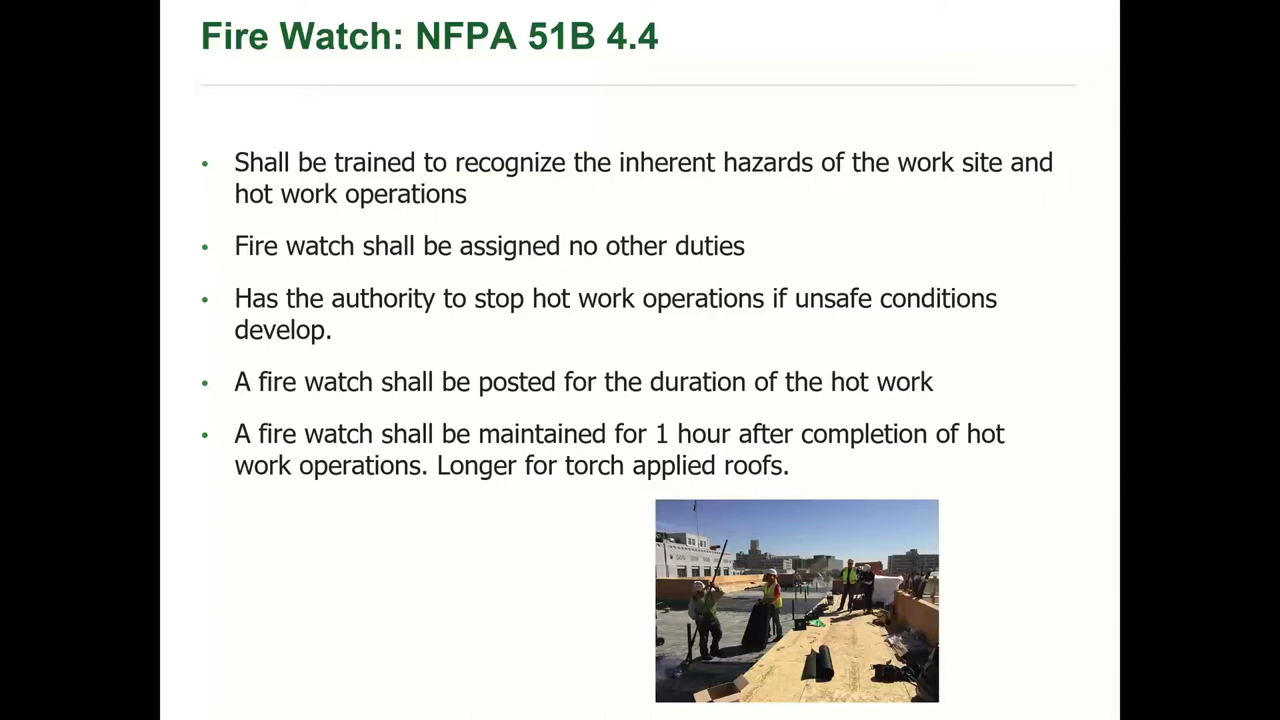 Fire Watch: NFPA 51B 4.4
• Shall be trained to recognize the inherent hazards of the work site and
hot work operations
• Fire watch shall be assigned no other duties
• Has the authority to stop hot work operations if unsafe conditions
develop.
• A fire watch shall be posted for the duration of the hot work
• A fire watch shall be maintained for 1 hour after completion of hot
work operations. Longer for torch applied roofs.